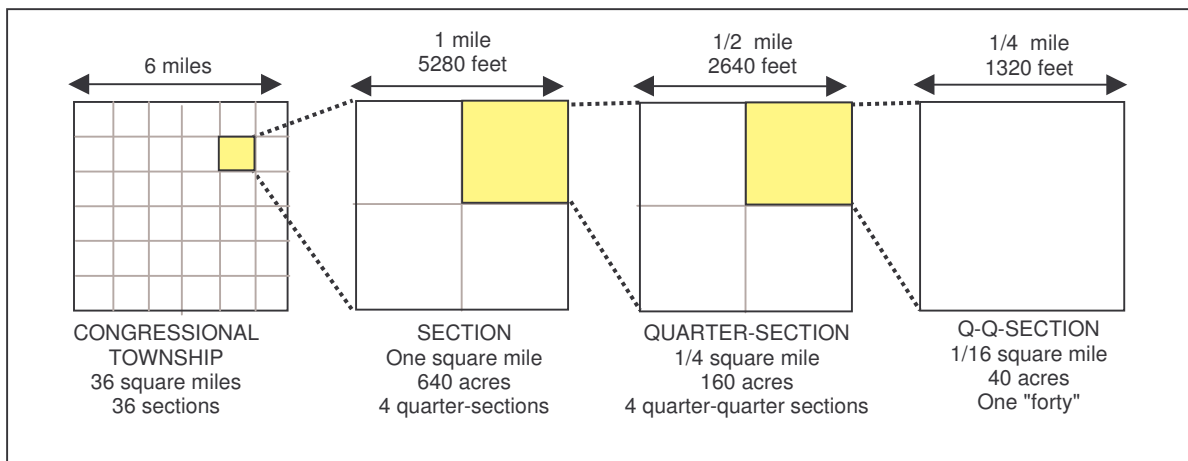 6 miles
1 mile
5280 feet
1/2 mile
2640 feet
1/4 mile
1320 feet
CONGRESSIONAL
TOWNSHIP
36 square miles
36 sections
SECTION
One square mile
640 acres
4 quarter-sections
QUARTER-SECTION
1/4 square mile
160 acres
4 quarter-quarter sections
Q-Q-SECTION
1/16 square mile
40 acres
One "forty"